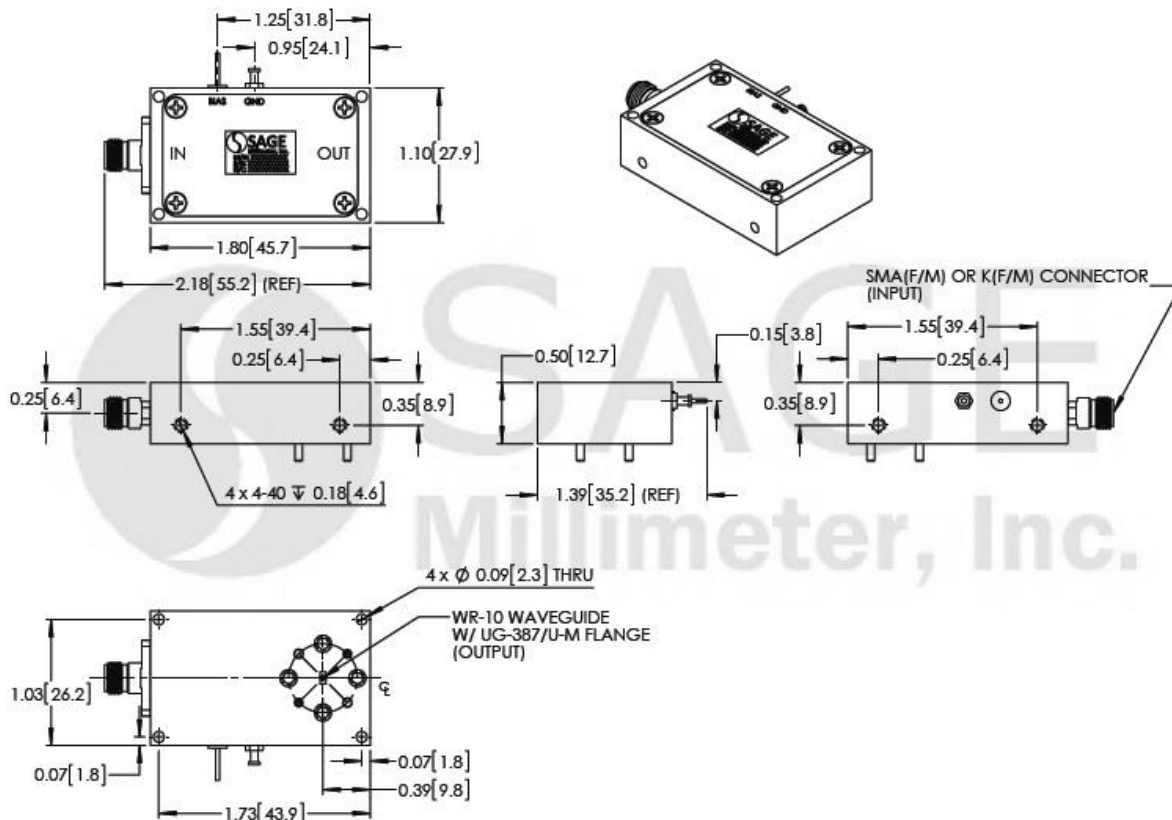 1.25[31.8]
0.95[24.1]
BIAS GND
IN
SAGE
OUT
1.10[27.9]
1.80[45.7]
2.18[55.2] (REF)
SMA(F/M) OR K(F/M) CONNECTOR
(INPUT)
1.55[39.4]
0.25[6.4]
0.25[6.4]
0.35[8.9]
4 x 4-40 ↧ 0.18[4.6]
0.50[12.7]
0.15[3.8]
1.39[35.2] (REF)
1.55[39.4]
0.25[6.4]
0.35[8.9]
SAGE
Millimeter, Inc.
4 x Ø 0.09[2.3] THRU
WR-10 WAVEGUIDE
W/ UG-387/U-M FLANGE
(OUTPUT)
1.03[26.2]
℄
0.07[1.8]
0.07[1.8]
0.39[9.8]
1.73[43.9]